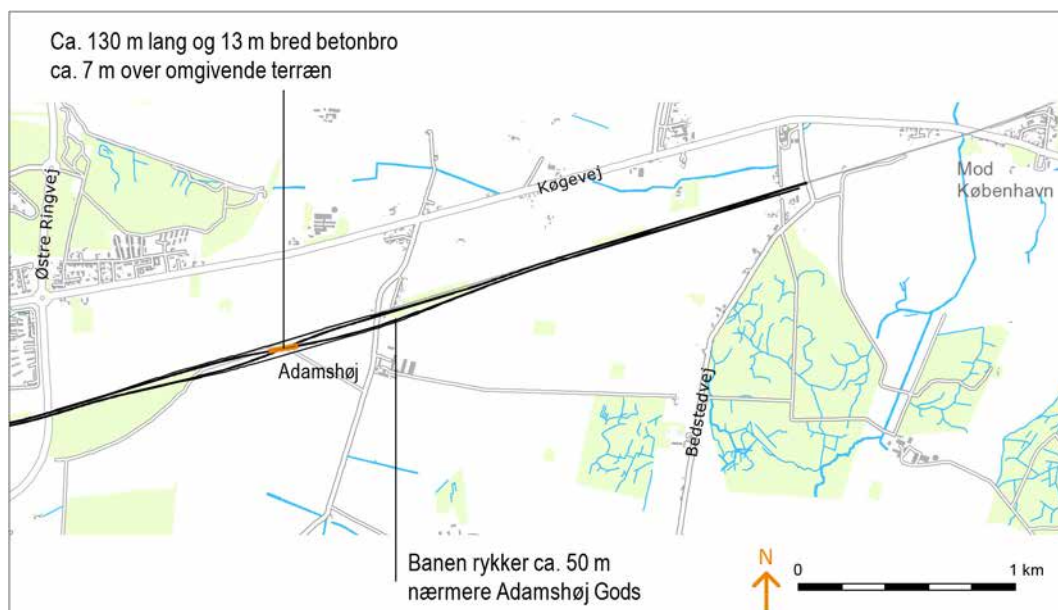 Ca. 130 m lang og 13 m bred betonbro
ca. 7 m over omgivende terræn
Østre Ringvej
Køgevej
Mod
København
Adamshøj
Bedstedvej
Banen rykker ca. 50 m
nærmere Adamshøj Gods
N
0
1 km